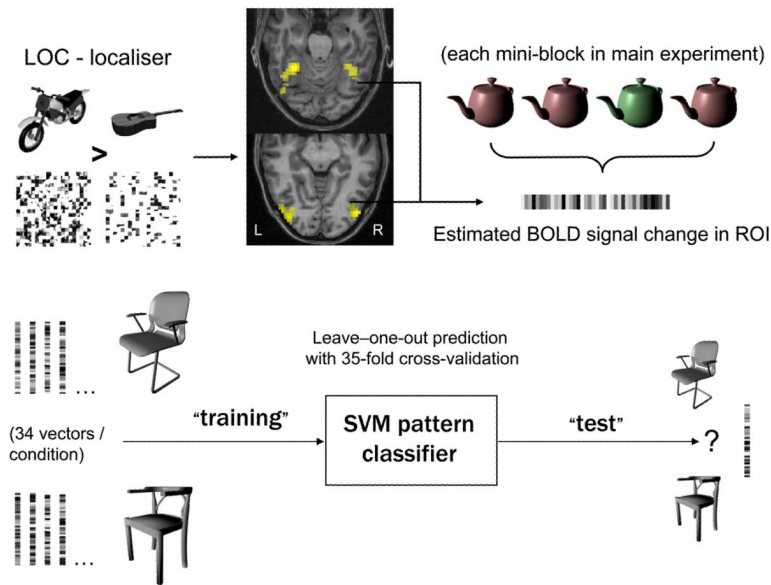 LOC - localiser
>
L
R
(each mini-block in main experiment)
Estimated BOLD signal change in ROI
...
(34 vectors /
condition)
...
"training"
Leave–one-out prediction
with 35-fold cross-validation
SVM pattern
classifier
"test"
?